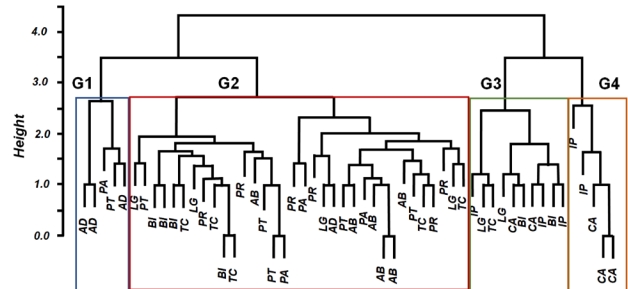 4.0
3.0
2.0
1.0
0.0
Height
G1
G2
G3
G4
AD
AD
PA
PT
AD
LG
PT
BI
BI
BI
TC
LG
PR
TC
BI
TC
PR
AB
PT
PT
PA
PR
PA
PR
LG
AD
PT
AB
PA
AB
AB
AB
AB
PT
TC
PR
PR
LG
TC
IP
LG
TC
LG
CA
BI
CA
IP
BI
IP
IP
IP
CA
CA
CA